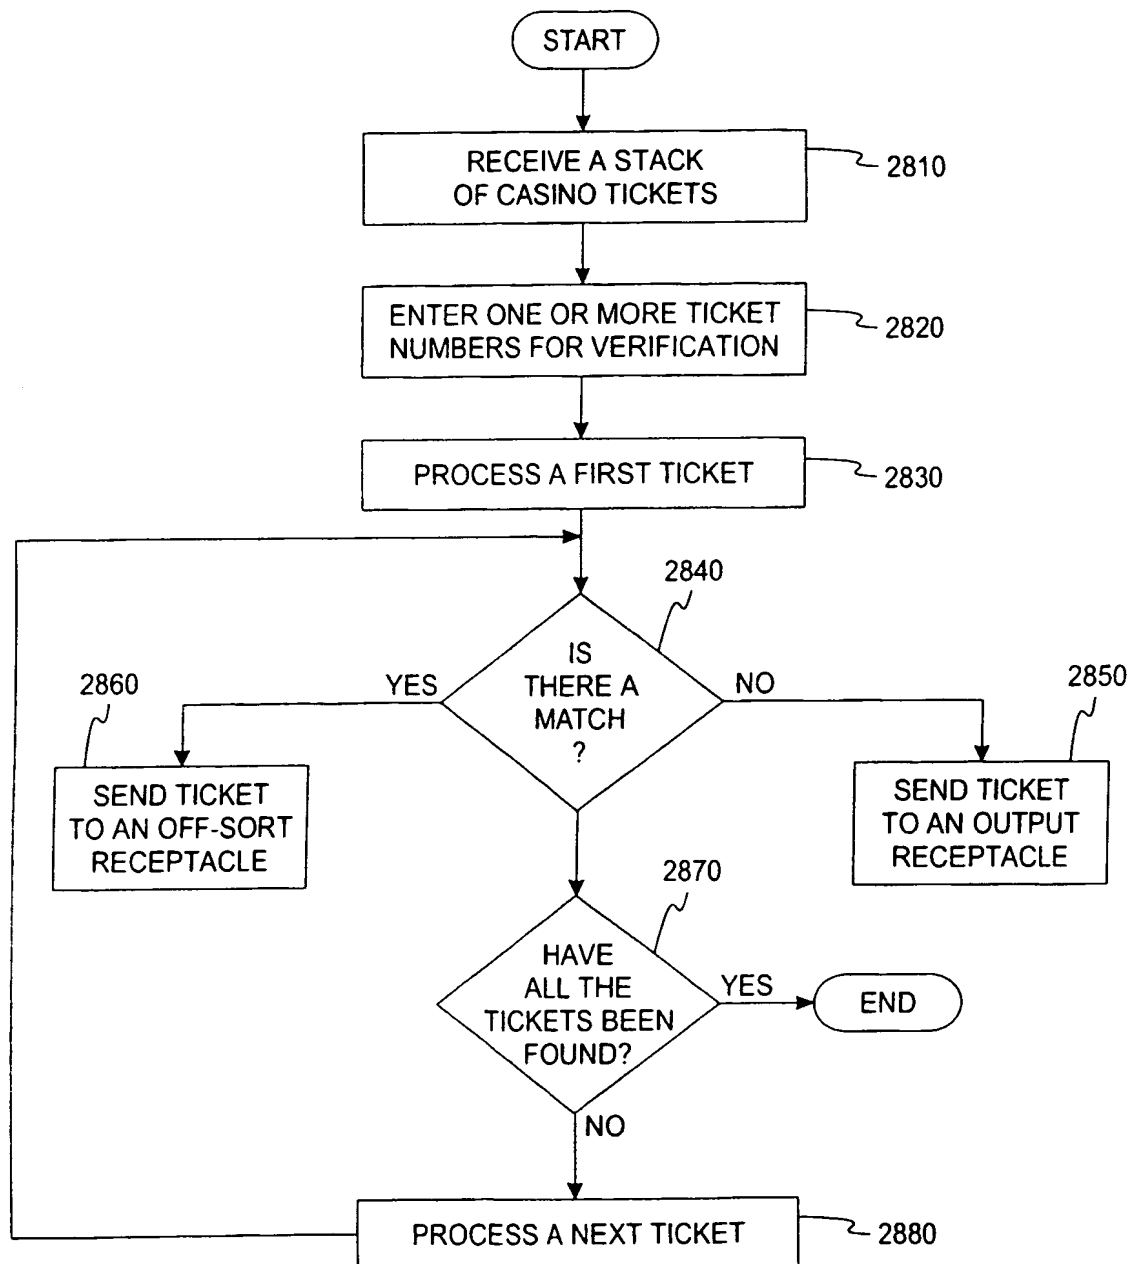 START
RECEIVE A STACK
OF CASINO TICKETS
2810
ENTER ONE OR MORE TICKET
NUMBERS FOR VERIFICATION
2820
PROCESS A FIRST TICKET
2830
2840
IS
THERE A
MATCH
?
YES
NO
2860
SEND TICKET
TO AN OFF-SORT
RECEPTACLE
2850
SEND TICKET
TO AN OUTPUT
RECEPTACLE
2870
HAVE
ALL THE
TICKETS BEEN
FOUND?
YES
END
NO
PROCESS A NEXT TICKET
2880